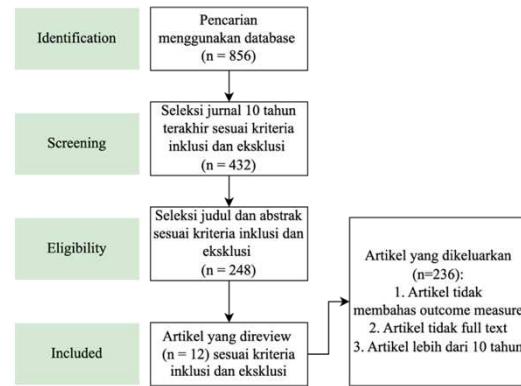 Identification
Pencarian
menggunakan database
(n = 856)
Screening
Seleksi jurnal 10 tahun
terakhir sesuai kriteria
inklusi dan eksklusi
(n = 432)
Eligibility
Seleksi judul dan abstrak
sesuai kriteria inklusi dan
eksklusi
(n = 248)
Included
Artikel yang direview
(n = 12) sesuai kriteria
inklusi dan eksklusi
Artikel yang dikeluarkan
(n=236):
1. Artikel tidak
membahas outcome measure
2. Artikel tidak full text
3. Artikel lebih dari 10 tahun